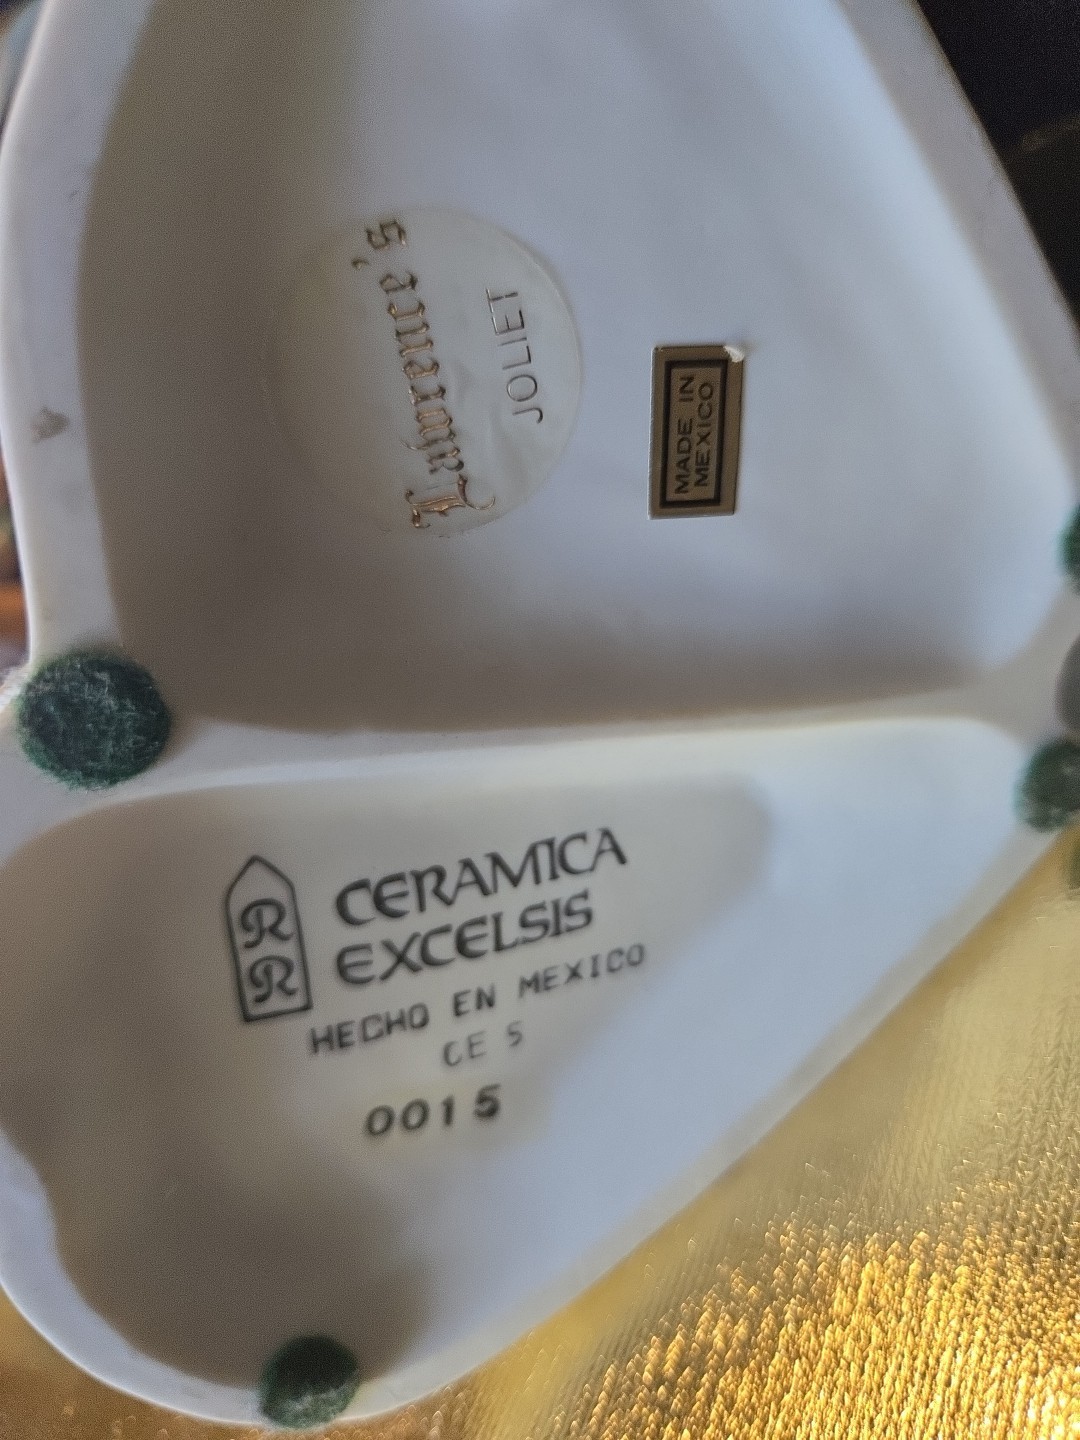 JOLIET
MADE IN
MEXICO
R
R
CERAMICA
EXCELSIS
HECHO EN MEXICO
CE 5
0015